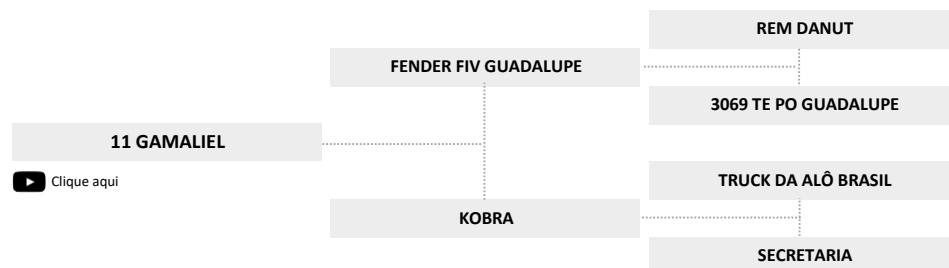 REM DANUT
FENDER FIV GUADALUPE
3069 TE PO GUADALUPE
11 GAMALIEL
Clique aqui
TRUCK DA ALÔ BRASIL
KOBRA
SECRETARIA